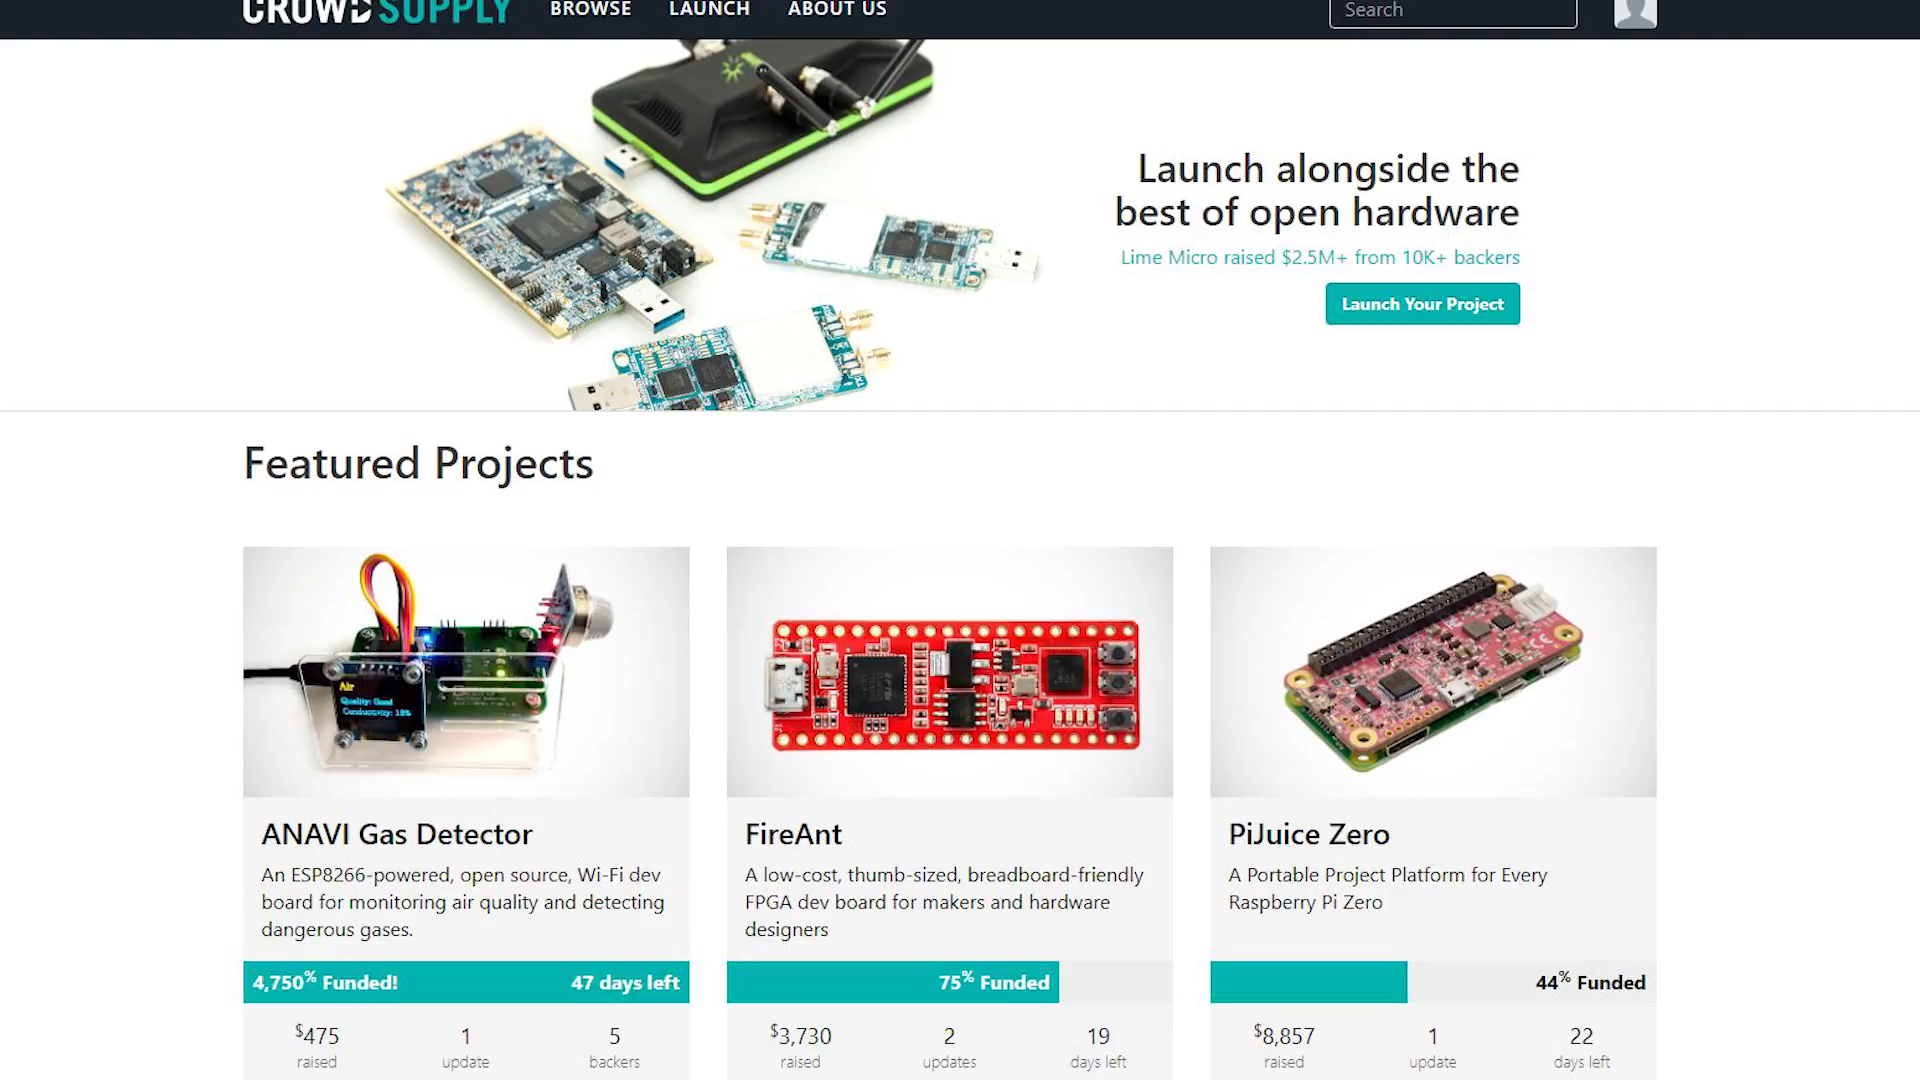 CROWD SUPPLY BROWSE LAUNCH ABOUT US Search
Launch alongside the
best of open hardware
Lime Micro raised $2.5M+ from 10K+ backers
Launch Your Project
Featured Projects
Air
Quality: Good
Conductivity: 18%
ANAVI Gas Detector
An ESP8266-powered, open source, Wi-Fi dev
board for monitoring air quality and detecting
dangerous gases.
4,750% Funded! 47 days left
$475 1 5
raised update backers
FireAnt
A low-cost, thumb-sized, breadboard-friendly
FPGA dev board for makers and hardware
designers
75% Funded
$3,730 2 19
raised updates days left
PiJuice Zero
A Portable Project Platform for Every
Raspberry Pi Zero
44% Funded
$8,857 1 22
raised update days left